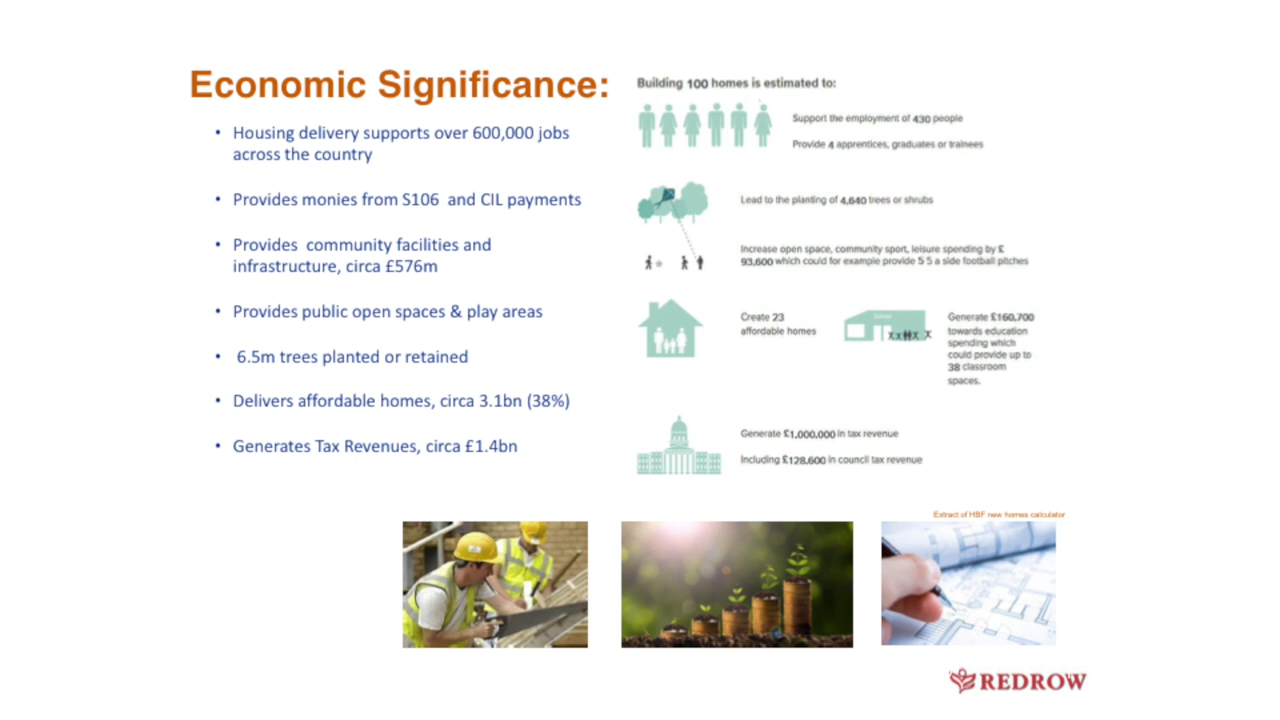 Economic Significance:
• Housing delivery supports over 600,000 jobs
across the country
• Provides monies from S106 and CIL payments
• Provides community facilities and
infrastructure, circa £576m
• Provides public open spaces & play areas
• 6.5m trees planted or retained
• Delivers affordable homes, circa 3.1bn (38%)
• Generates Tax Revenues, circa £1.4bn
Building 100 homes is estimated to:
Support the employment of 430 people
Provide 4 apprentices, graduates or trainees
Lead to the planting of 4,640 trees or shrubs
Increase open space, community sport, leisure spending by £
93,600 which could for example provide 5 5 a side football pitches
Create 23
affordable homes
School
Generate £160,700
towards education
spending which
could provide up to
38 classroom
spaces.
Generate £1,000,000 in tax revenue
Including £128,600 in council tax revenue
Extract of HBF new homes calculator
REDROW